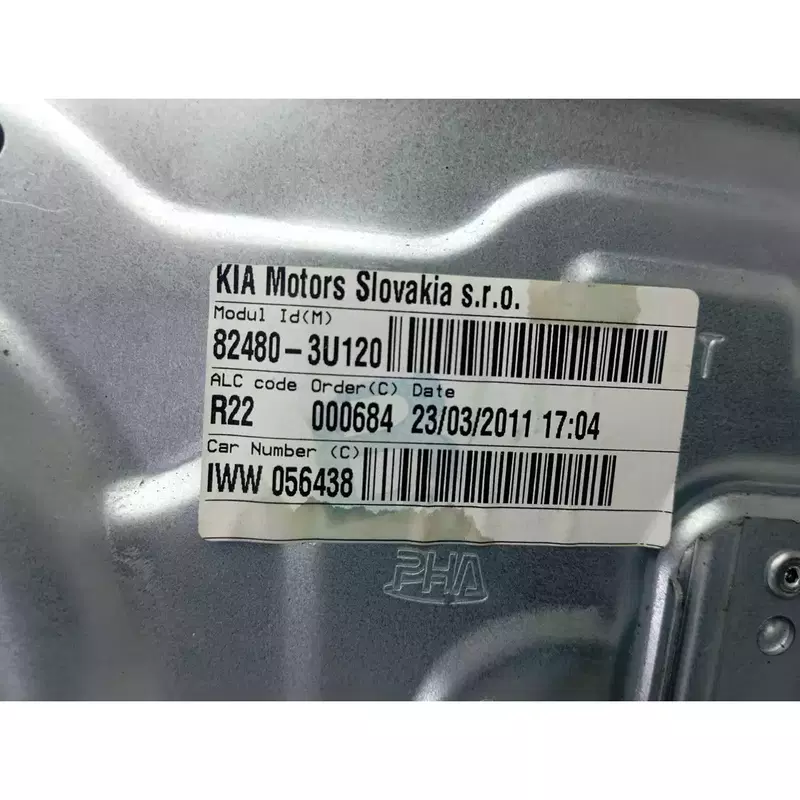 KIA Motors Slovakia s.r.o.
Modul Id(M)
82480-3U120
T
ALC code Order(C) Date
R22 000684 23/03/2011 17:04
Car Number (C)
IWW 056438
PHA